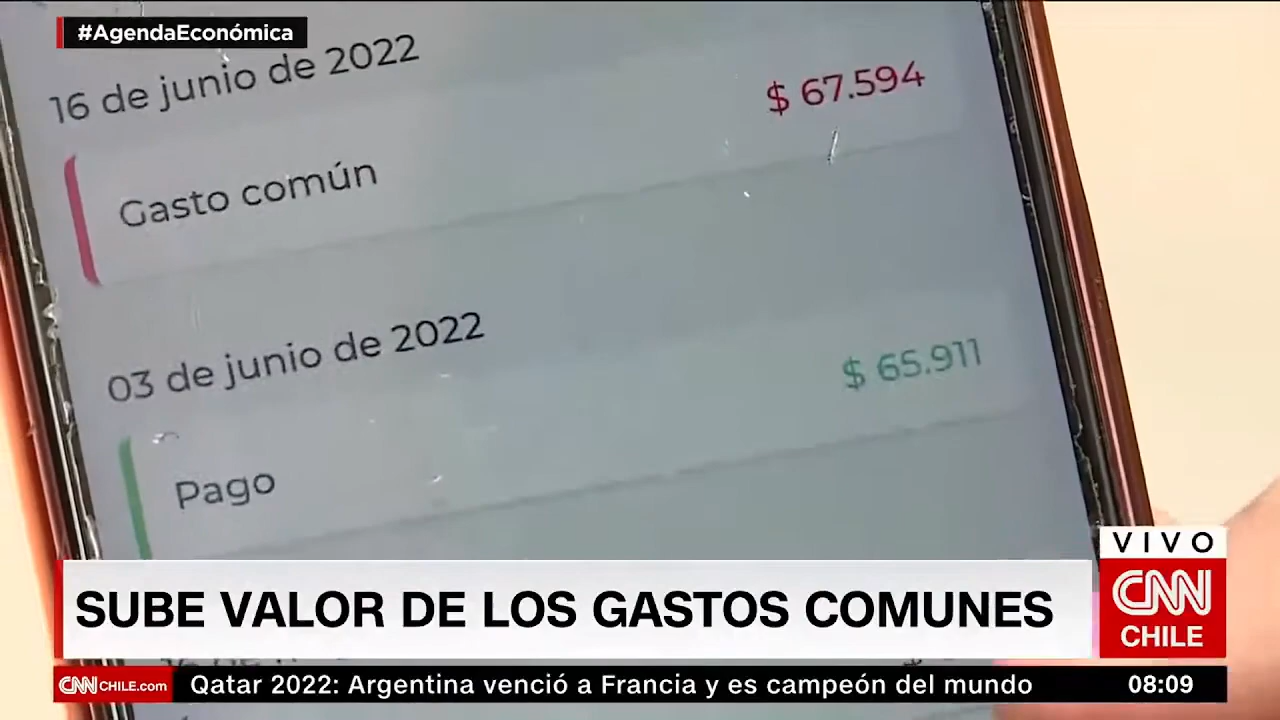 #AgendaEconómica
16 de junio de 2022
$ 67.594
Gasto común
03 de junio de 2022
$ 65.911
Pago
VIVO
CNN
CHILE
SUBE VALOR DE LOS GASTOS COMUNES
CNNCHILE.com
Qatar 2022: Argentina venció a Francia y es campeón del mundo
08:09